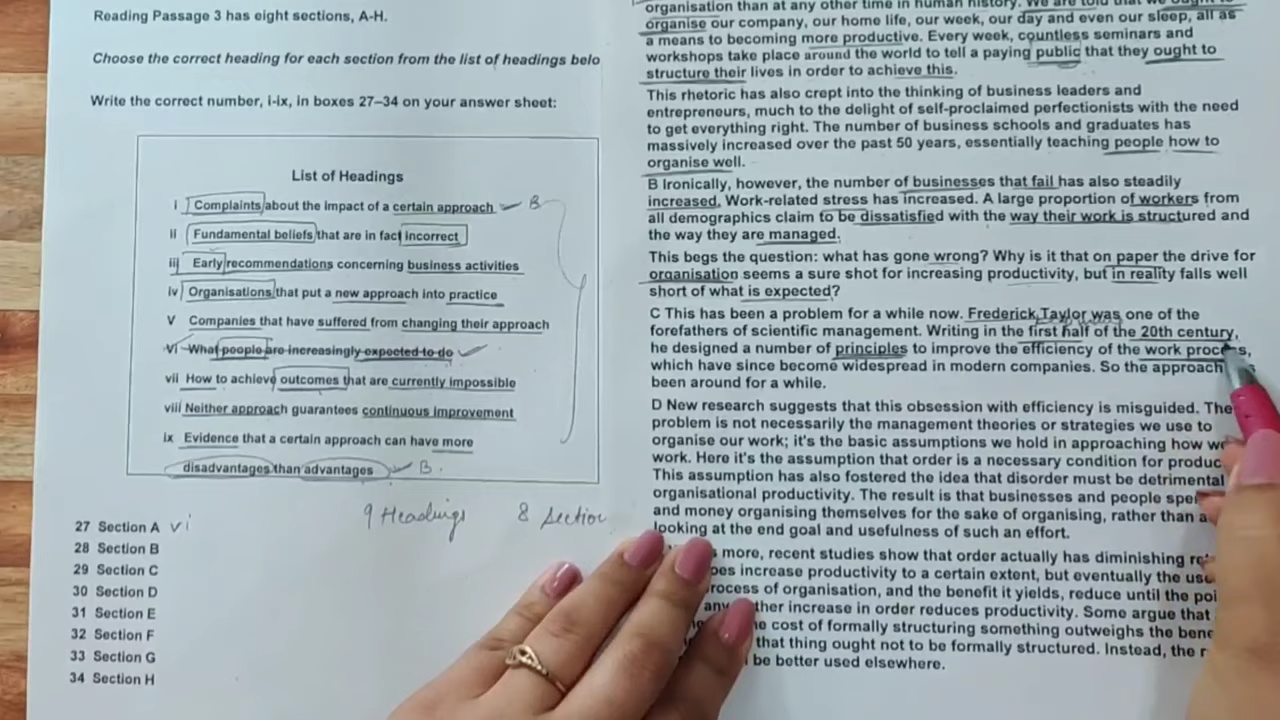 Reading Passage 3 has eight sections, A-H.
Choose the correct heading for each section from the list of headings belo
Write the correct number, i-ix, in boxes 27–34 on your answer sheet:
List of Headings
i Complaints about the impact of a certain approach B
ii Fundamental beliefs that are in fact incorrect
iii Early recommendations concerning business activities
iv Organisations that put a new approach into practice
V Companies that have suffered from changing their approach
Vi What people are increasingly expected to do
vii How to achieve outcomes that are currently impossible
viii Neither approach guarantees continuous improvement
ix Evidence that a certain approach can have more
disadvantages than advantages B.
9 Headings 8 Section
27 Section A vi
28 Section B
29 Section C
30 Section D
31 Section E
32 Section F
33 Section G
34 Section H
organisation than at any other time in human history. We are told that we ought to
organise our company, our home life, our week, our day and even our sleep, all as
a means to becoming more productive. Every week, countless seminars and
workshops take place around the world to tell a paying public that they ought to
structure their lives in order to achieve this.
This rhetoric has also crept into the thinking of business leaders and
entrepreneurs, much to the delight of self-proclaimed perfectionists with the need
to get everything right. The number of business schools and graduates has
massively increased over the past 50 years, essentially teaching people how to
organise well.
B Ironically, however, the number of businesses that fail has also steadily
increased. Work-related stress has increased. A large proportion of workers from
all demographics claim to be dissatisfied with the way their work is structured and
the way they are managed.
This begs the question: what has gone wrong? Why is it that on paper the drive for
organisation seems a sure shot for increasing productivity, but in reality falls well
short of what is expected?
C This has been a problem for a while now. Frederick Taylor was one of the
forefathers of scientific management. Writing in the first half of the 20th century,
he designed a number of principles to improve the efficiency of the work process,
which have since become widespread in modern companies. So the approach
been around for a while.
D New research suggests that this obsession with efficiency is misguided. The
problem is not necessarily the management theories or strategies we use to
organise our work; it's the basic assumptions we hold in approaching how we
work. Here it's the assumption that order is a necessary condition for produc
This assumption has also fostered the idea that disorder must be detrimental
organisational productivity. The result is that businesses and people spe
and money organising themselves for the sake of organising, rather than a
looking at the end goal and usefulness of such an effort.
more, recent studies show that order actually has diminishing re
oes increase productivity to a certain extent, but eventually the use
rocess of organisation, and the benefit it yields, reduce until the poi
any ther increase in order reduces productivity. Some argue that
e cost of formally structuring something outweighs the bene
that thing ought not to be formally structured. Instead, the r
be better used elsewhere.